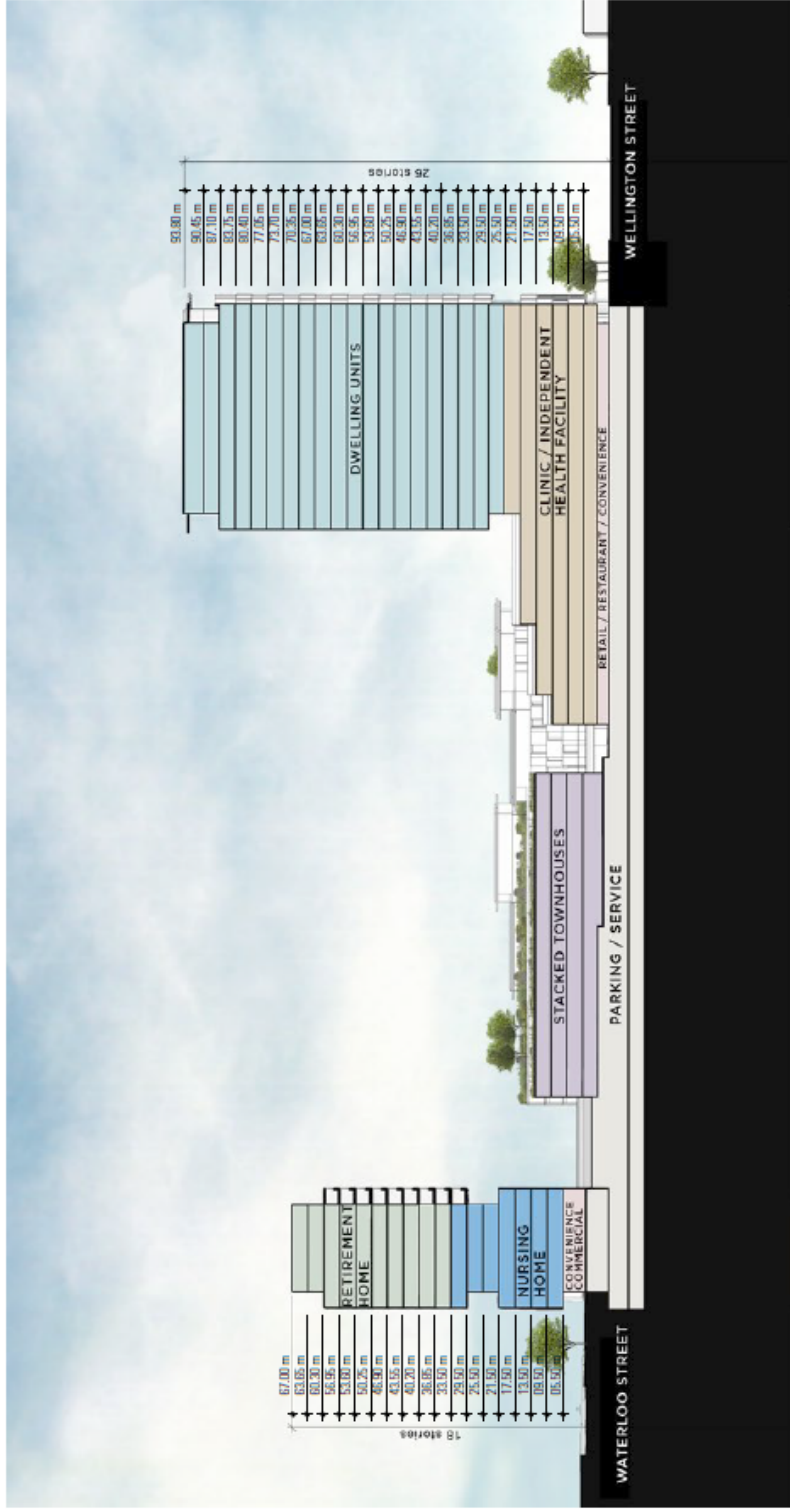 67.00 m
63.65 m
60.30 m
56.95 m
53.60 m
50.25 m
46.90 m
43.55 m
40.20 m
36.85 m
33.50 m
29.50 m
25.50 m
21.50 m
17.50 m
13.50 m
09.50 m
05.50 m
18 stories
WATERLOO STREET
RETIREMENT
HOME
NURSING
HOME
CONVENIENCE
COMMERCIAL
STACKED TOWNHOUSES
PARKING / SERVICE
DWELLING UNITS
CLINIC / INDEPENDENT
HEALTH FACILITY
RETAIL / RESTAURANT / CONVENIENCE
93.80 m
90.45 m
87.10 m
83.75 m
80.40 m
77.05 m
73.70 m
70.35 m
67.00 m
63.65 m
60.30 m
56.95 m
53.60 m
50.25 m
46.90 m
43.55 m
40.20 m
36.85 m
33.50 m
29.50 m
25.50 m
21.50 m
17.50 m
13.50 m
09.50 m
05.50 m
26 stories
WELLINGTON STREET